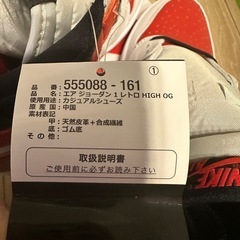 ①
品 番：555088 - 161
品 名：エア ジョーダン 1 レトロ HIGH OG
使用用途：カジュアルシューズ
原 産 国：中国
素材表記
甲：天然皮革＋合成繊維
底：ゴム底
その他：
取扱説明書
ご使用前に必ずお読み下さい